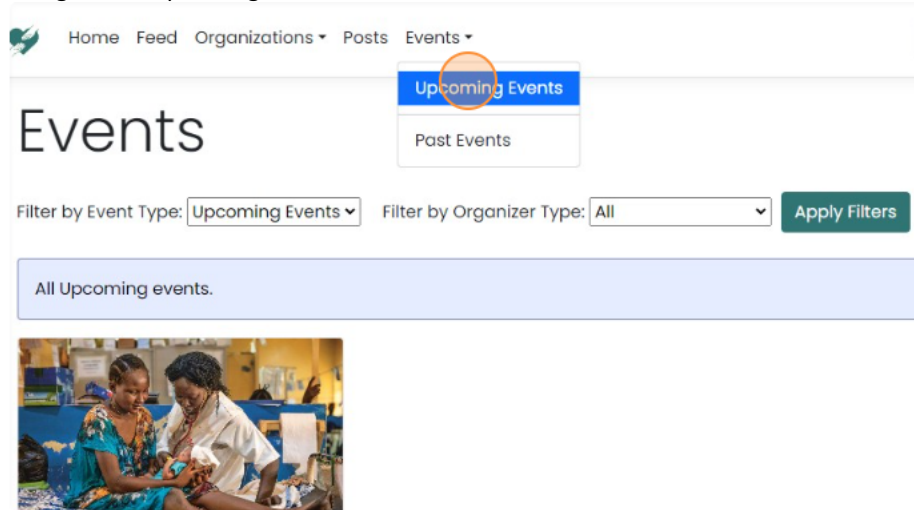 Home Feed Organizations Posts Events
Upcoming Events
Past Events
Events
Filter by Event Type: Upcoming Events Filter by Organizer Type: All Apply Filters
All Upcoming events.